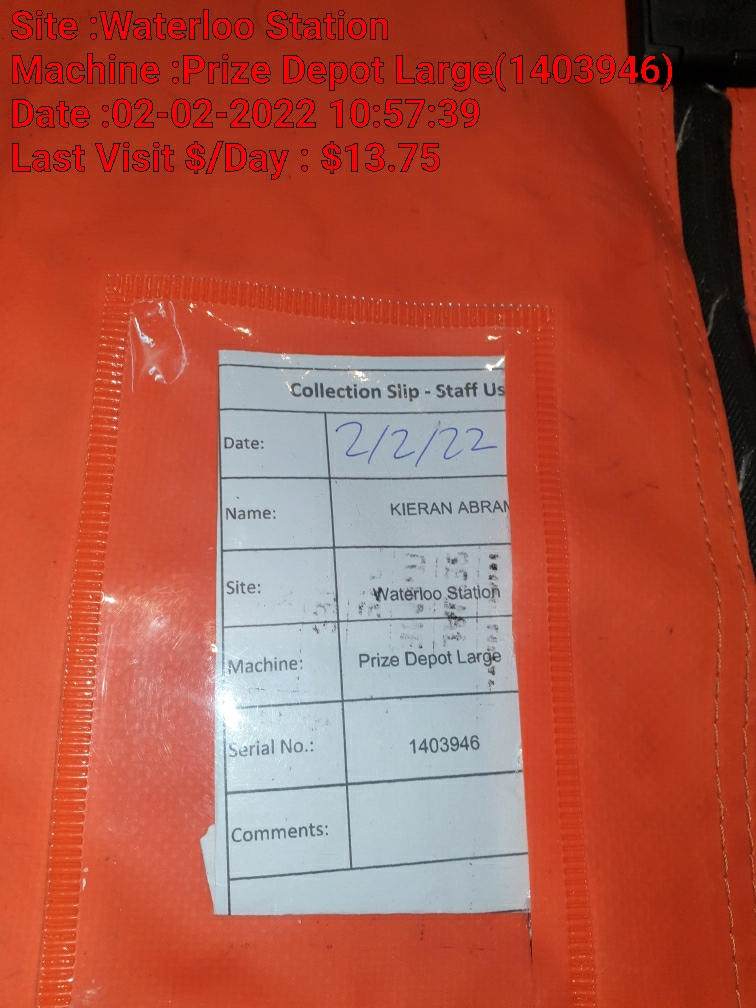 Site :Waterloo Station
Machine :Prize Depot Large(1403946)
Date :02-02-2022 10:57:39
Last Visit $/Day : $13.75
Collection Slip - Staff Us
Date: 2/2/22
Name: KIERAN ABRAM
Site: Waterloo Station
Machine: Prize Depot Large
Serial No.: 1403946
Comments: